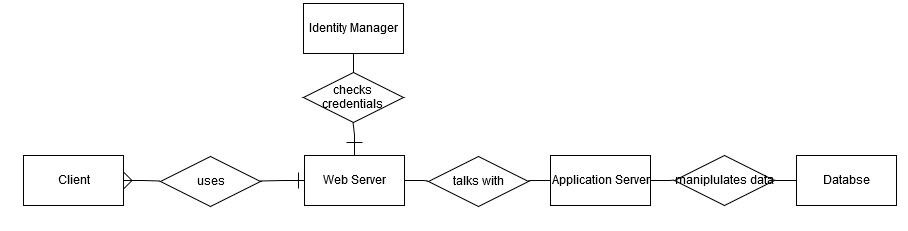 Identity Manager
checks
credentials
Client
uses
Web Server
talks with
Application Server
maniplulates data
Databse